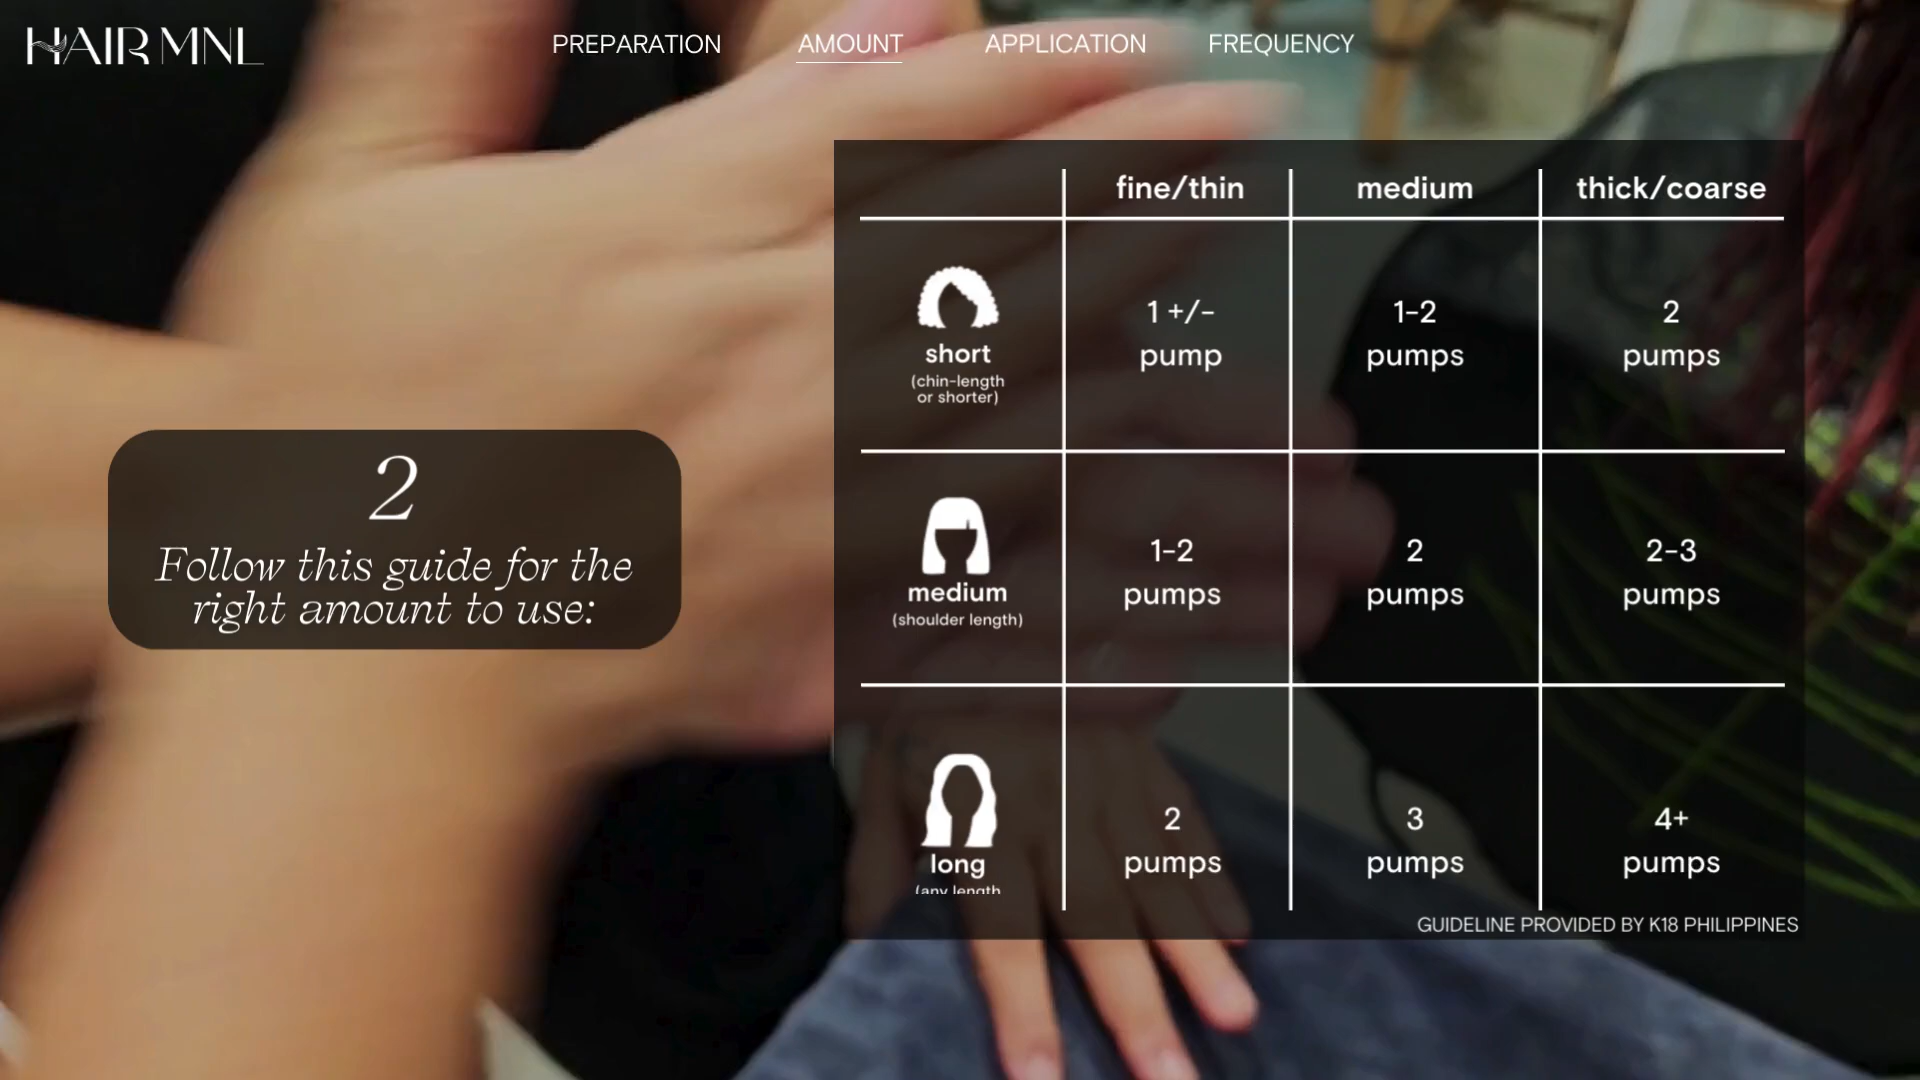 HAIR MNL
PREPARATION
AMOUNT
APPLICATION
FREQUENCY
2
Follow this guide for the
right amount to use:
fine/thin
medium
thick/coarse
short
(chin-length
or shorter)
1 +/-
pump
1-2
pumps
2
pumps
medium
(shoulder length)
1-2
pumps
2
pumps
2-3
pumps
long
(any length
2
pumps
3
pumps
4+
pumps
GUIDELINE PROVIDED BY K18 PHILIPPINES